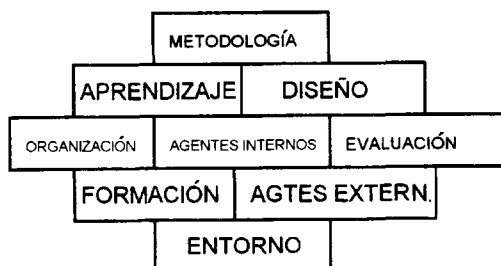 METODOLOGÍA
APRENDIZAJE DISEÑO
ORGANIZACIÓN AGENTES INTERNOS EVALUACIÓN
FORMACIÓN AGTES EXTERN.
ENTORNO